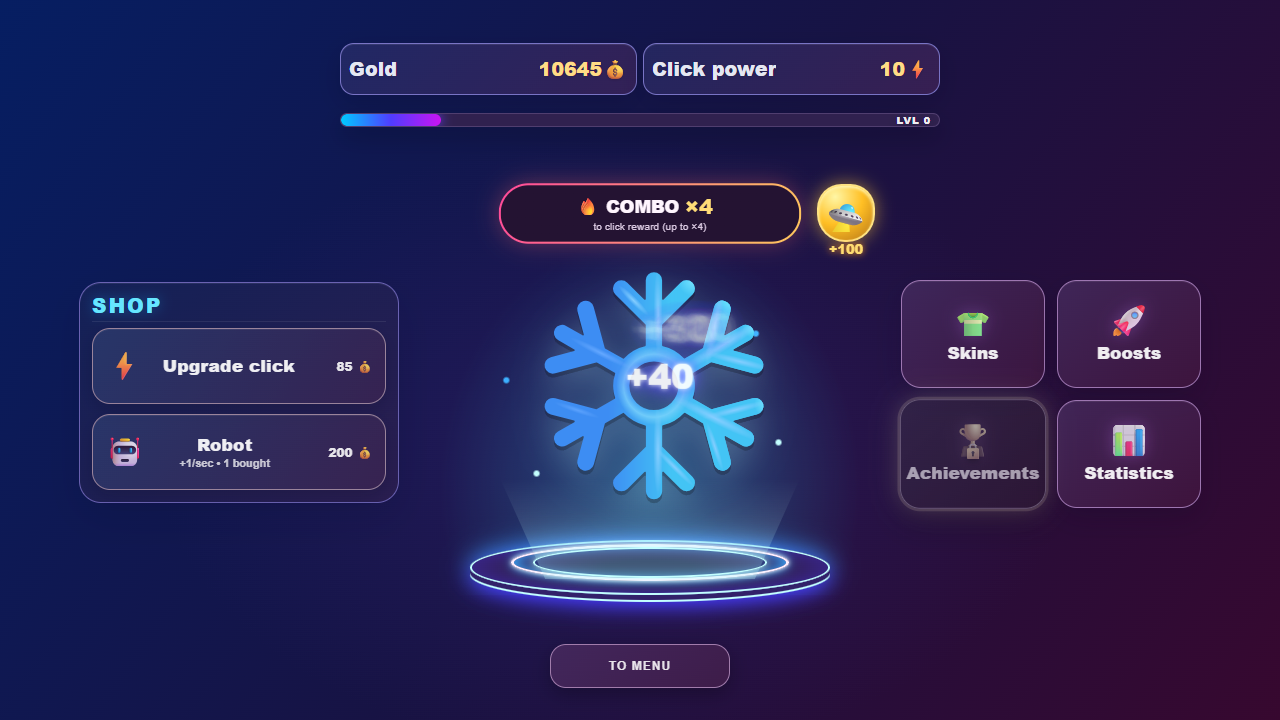 Gold 10645
Click power 10
LVL 0
COMBO ×4
to click reward (up to ×4)
+100
SHOP
Upgrade click 85
Robot
+1/sec • 1 bought
200
+40
Skins
Boosts
Achievements
Statistics
TO MENU